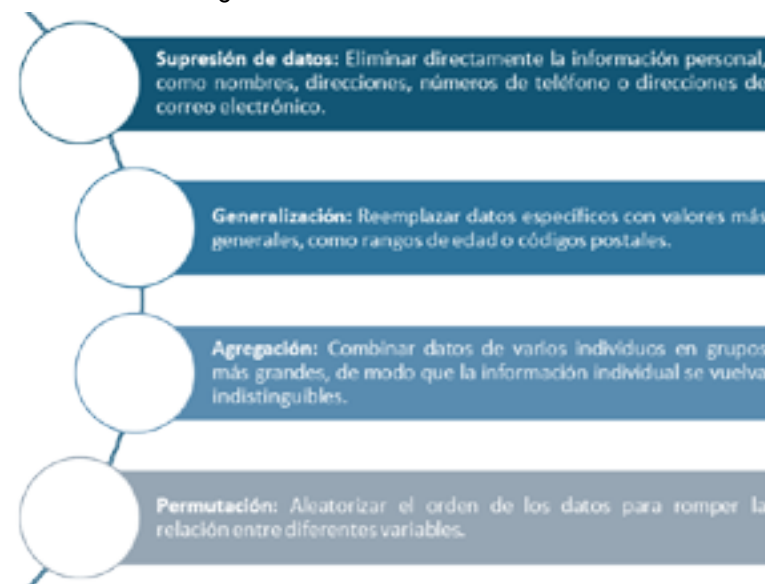 Supresión de datos: Eliminar directamente la información personal,
como nombres, direcciones, números de teléfono o direcciones de
correo electrónico.
Generalización: Reemplazar datos específicos con valores más
generales, como rangos de edad o códigos postales.
Agregación: Combinar datos de varios individuos en grupos
más grandes, de modo que la información individual se vuelva
indistinguibles.
Permutación: Aleatorizar el orden de los datos para romper la
relación entre diferentes variables.